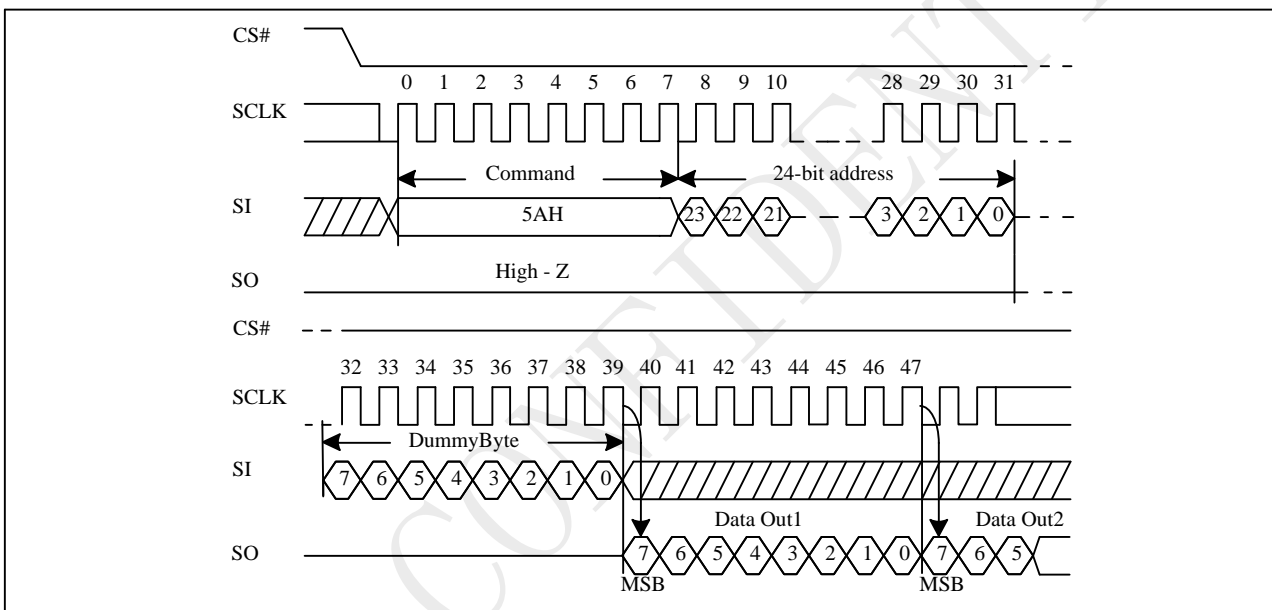 CS#
0 1 2 3 4 5 6 7 8 9 10 28 29 30 31
SCLK
Command 24-bit address
SI 5AH 23 22 21 3 2 1 0
High - Z
SO
CS#
32 33 34 35 36 37 38 39 40 41 42 43 44 45 46 47
SCLK
DummyByte
SI 7 6 5 4 3 2 1 0
Data Out1 Data Out2
SO 7 6 5 4 3 2 1 0 7 6 5
MSB MSB